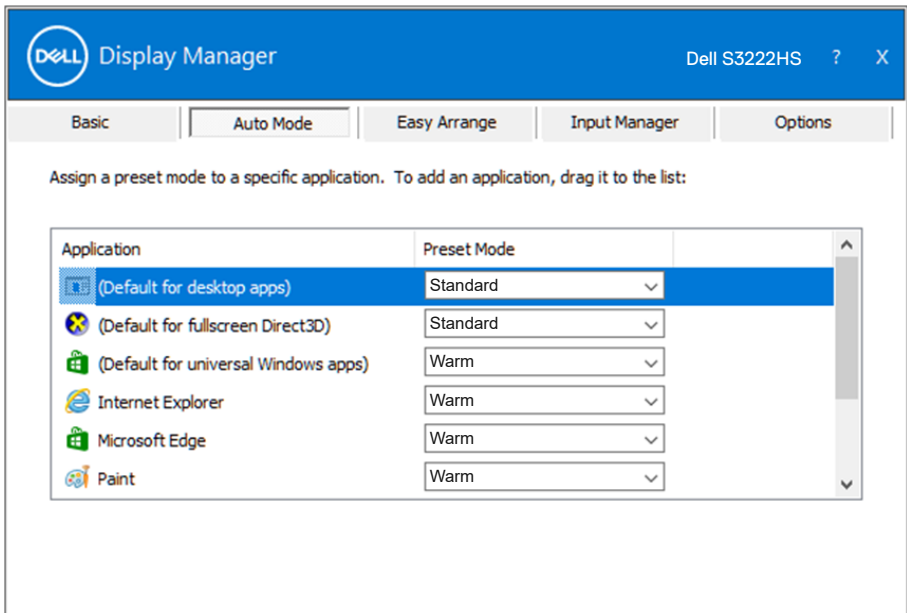 DELL Display Manager Dell S3222HS ? X
Basic Auto Mode Easy Arrange Input Manager Options
Assign a preset mode to a specific application. To add an application, drag it to the list:
Application Preset Mode
(Default for desktop apps) Standard
(Default for fullscreen Direct3D) Standard
(Default for universal Windows apps) Warm
Internet Explorer Warm
Microsoft Edge Warm
Paint Warm